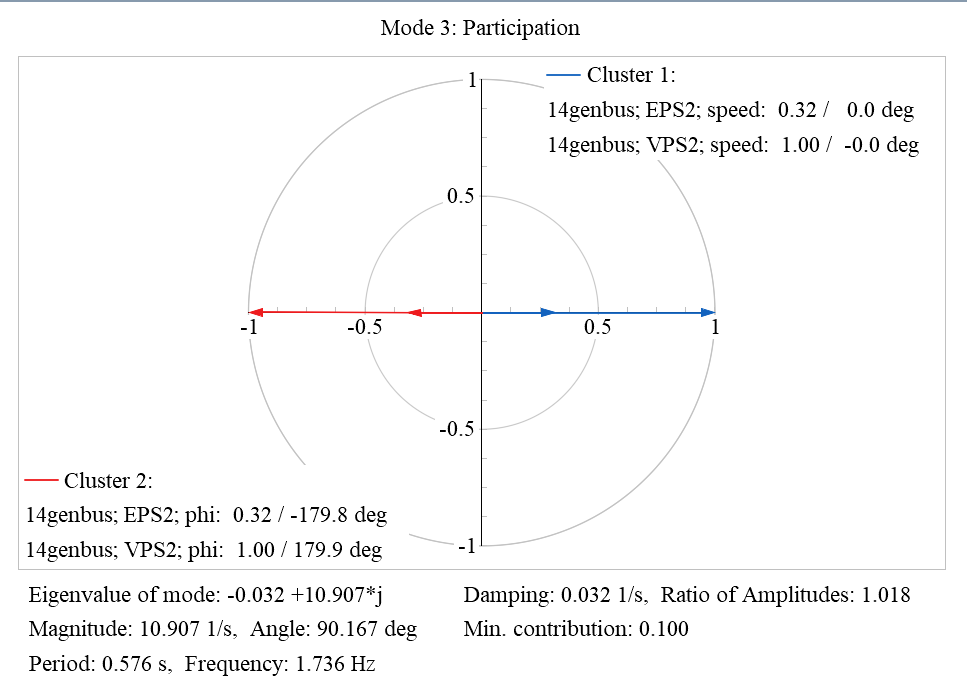 Mode 3: Participation
1
Cluster 1:
14genbus; EPS2; speed: 0.32 / 0.0 deg
14genbus; VPS2; speed: 1.00 / -0.0 deg
0.5
-1
-0.5
0.5
1
-0.5
Cluster 2:
14genbus; EPS2; phi: 0.32 / -179.8 deg
14genbus; VPS2; phi: 1.00 / 179.9 deg
-1
Eigenvalue of mode: -0.032 +10.907*j
Damping: 0.032 1/s, Ratio of Amplitudes: 1.018
Magnitude: 10.907 1/s, Angle: 90.167 deg
Min. contribution: 0.100
Period: 0.576 s, Frequency: 1.736 Hz